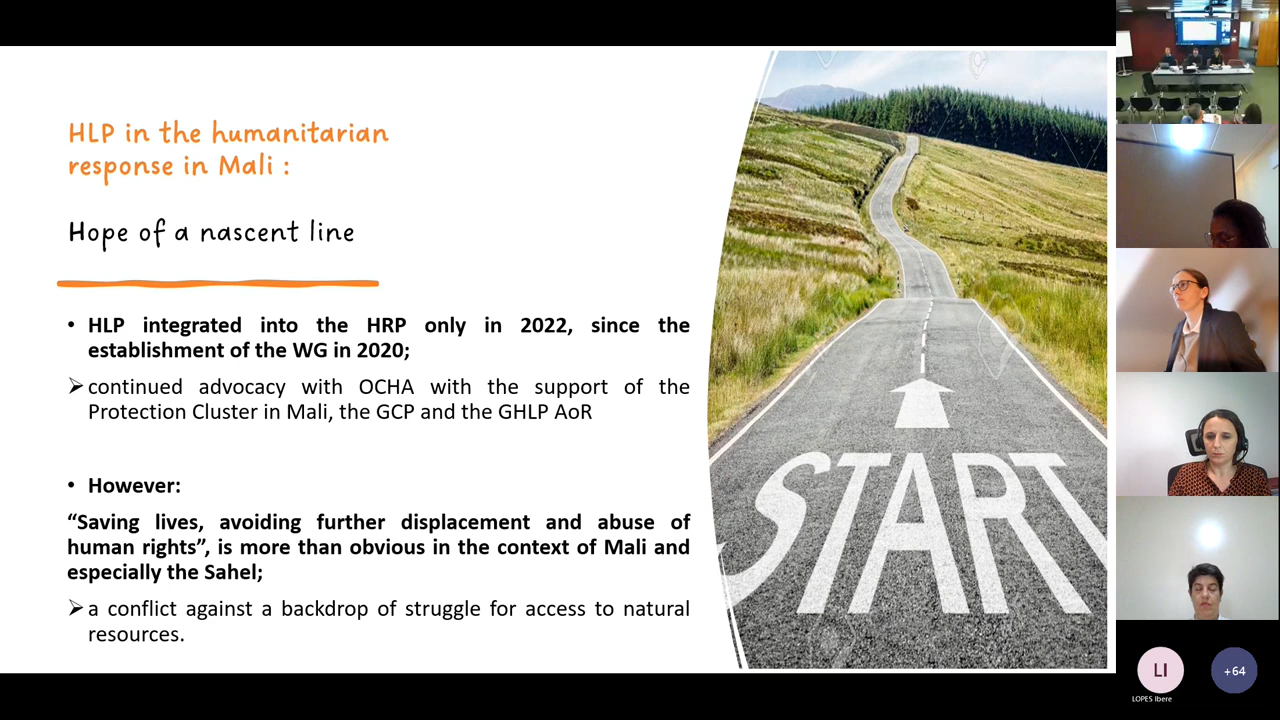 HLP in the humanitarian
response in Mali :
Hope of a nascent line
• HLP integrated into the HRP only in 2022, since the
establishment of the WG in 2020;
➢ continued advocacy with OCHA with the support of the
Protection Cluster in Mali, the GCP and the GHLP AoR
• However:
“Saving lives, avoiding further displacement and abuse of
human rights”, is more than obvious in the context of Mali and
especially the Sahel;
➢ a conflict against a backdrop of struggle for access to natural
resources.
START
LI
+64
LOPES Ibere